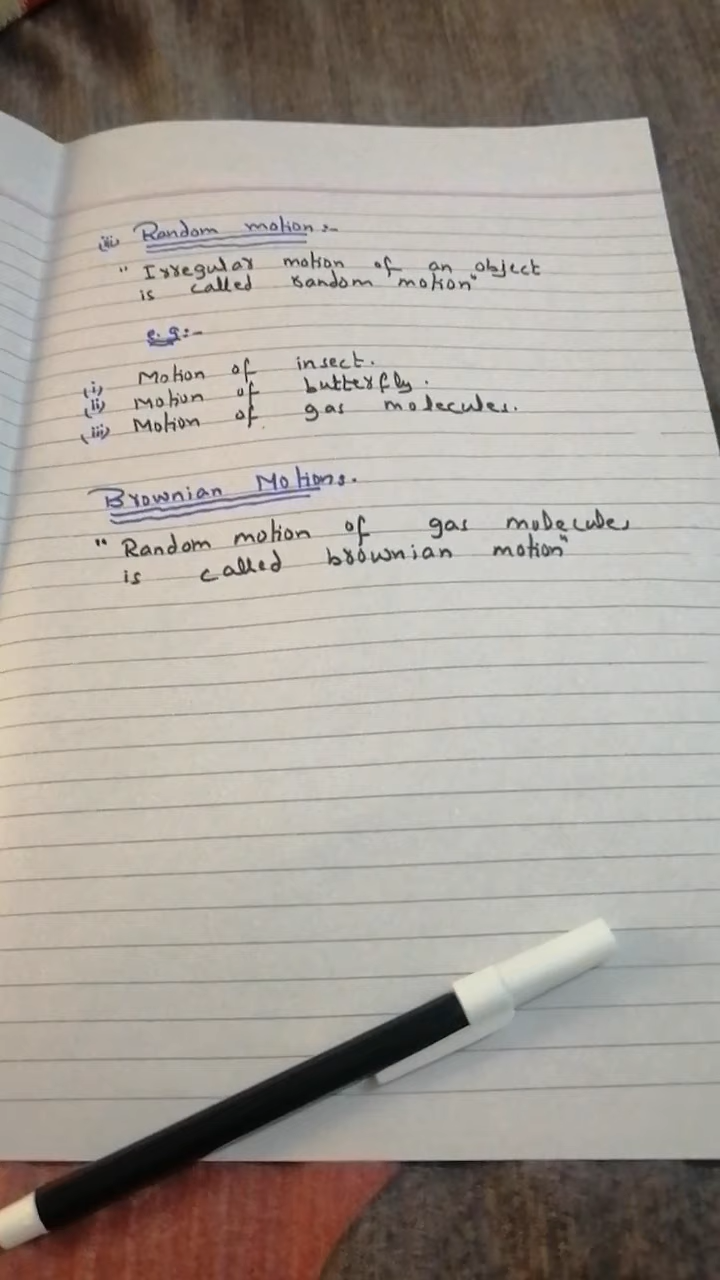 (iii) Random motion:-
"Irregular motion of an object
is called random "motion"
e.g:-
(i) Motion of insect.
(ii) Motion of butterfly.
(iii) Motion of gas molecules.
Brownian Motions.
"Random motion of gas molecules
is called brownian motion"